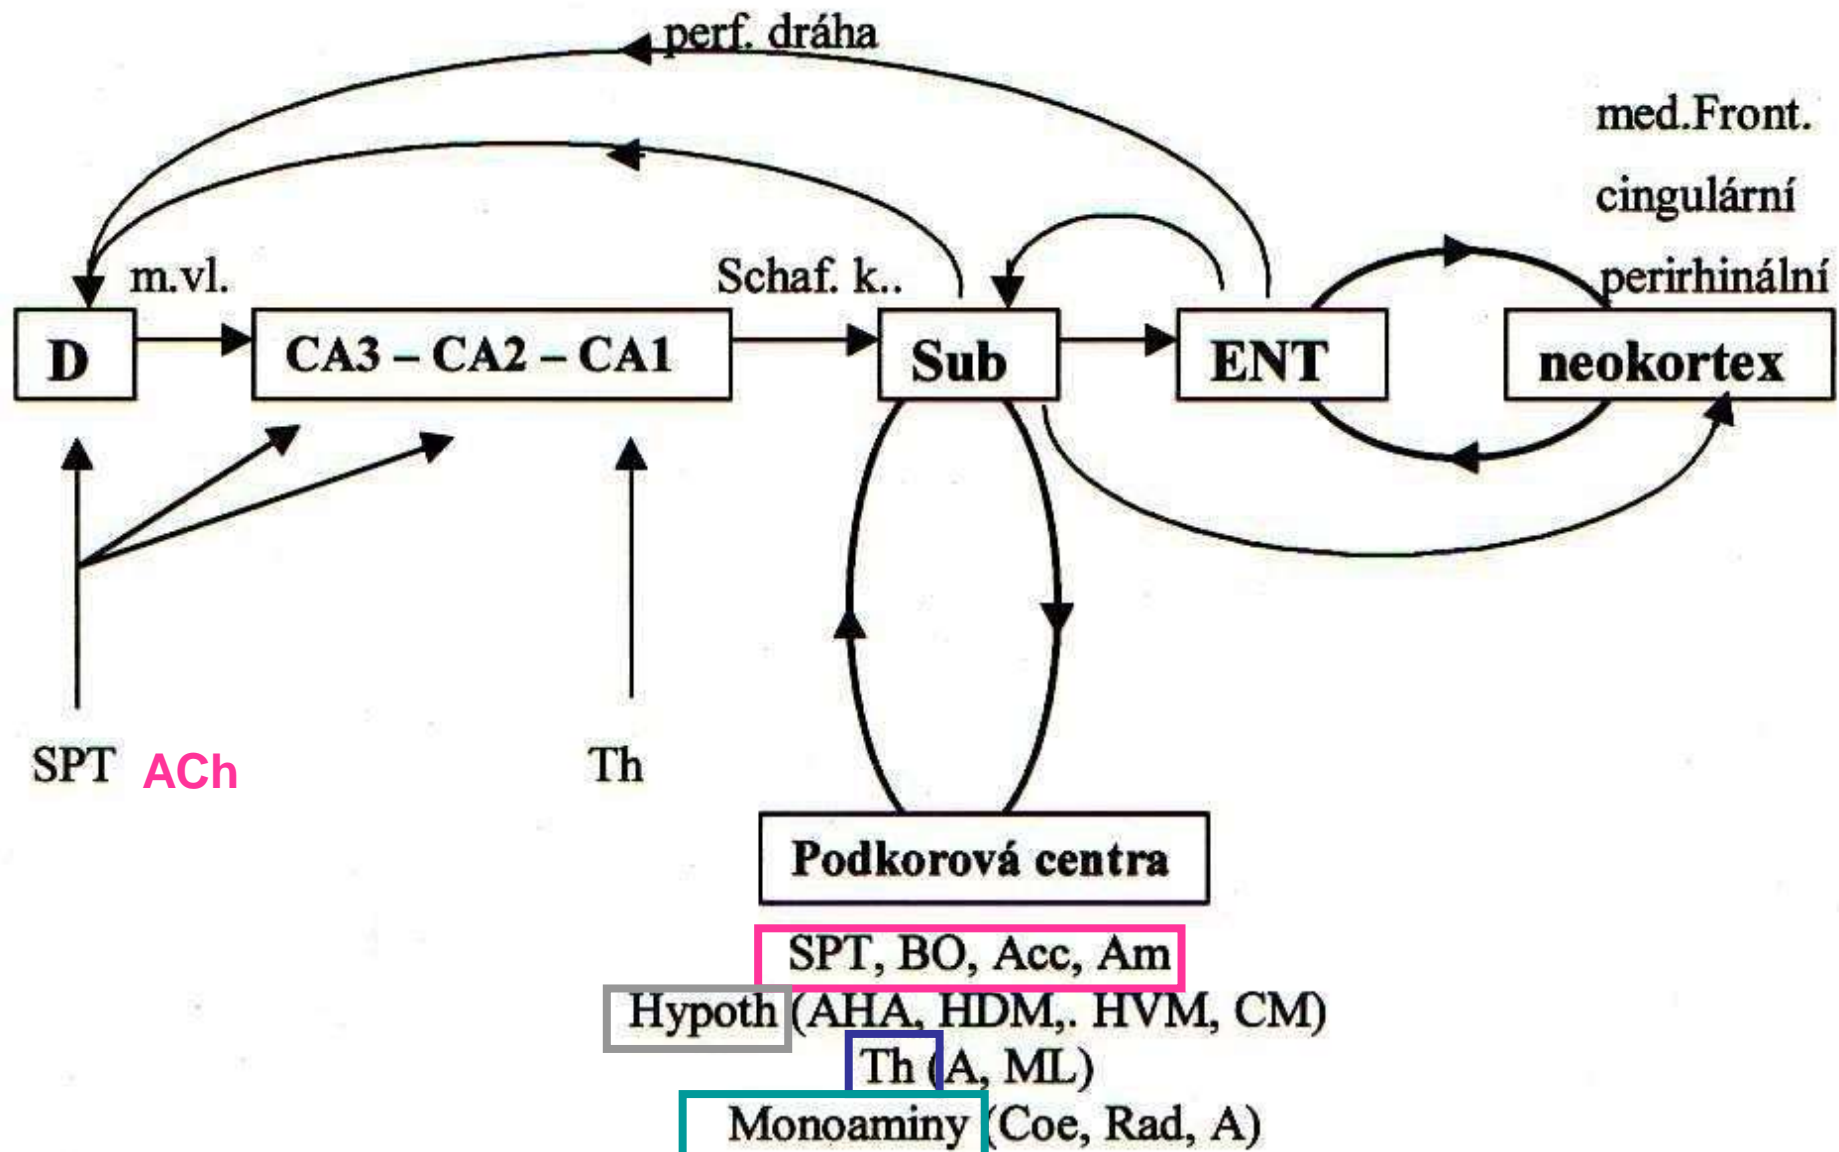 perf. dráha
med.Front.
cingulární
perirhinální
m.vl.
Schaf. k..
D
CA3 – CA2 – CA1
Sub
ENT
neokortex
SPT ACh
Th
Podkorová centra
SPT, BO, Acc, Am
Hypoth (AHA, HDM,. HVM, CM)
Th (A, ML)
Monoaminy (Coe, Rad, A)